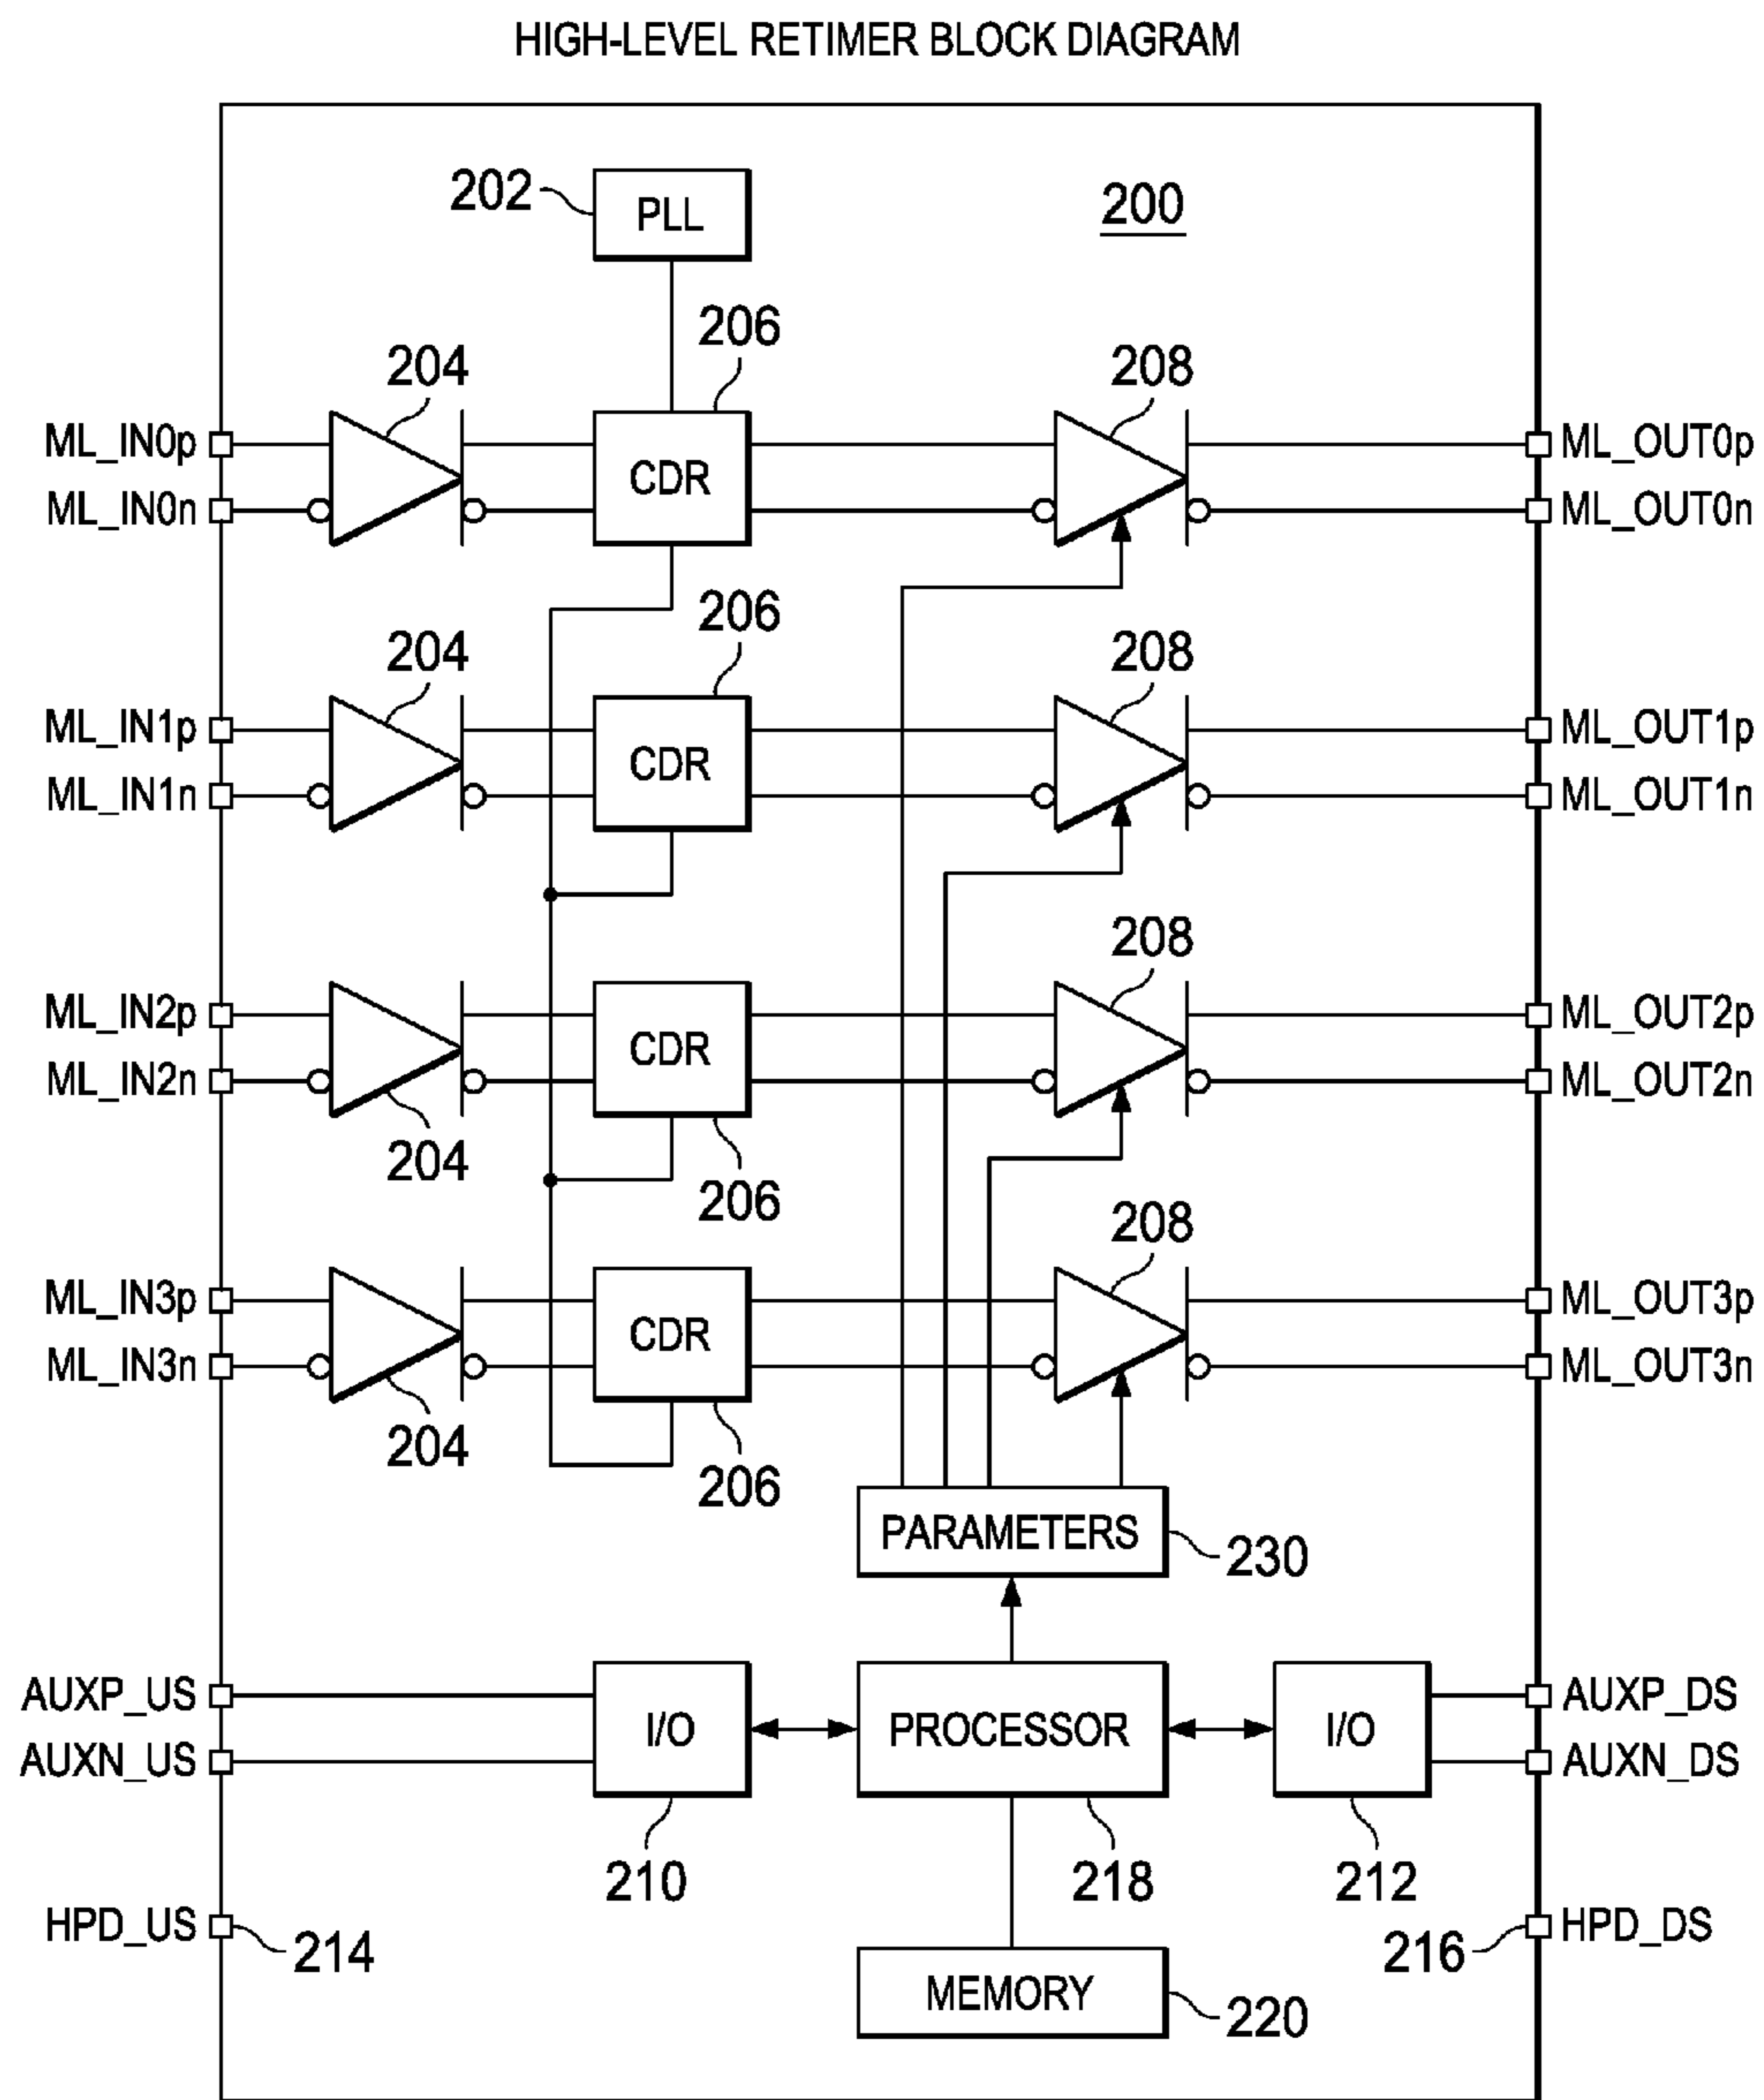 HIGH-LEVEL RETIMER BLOCK DIAGRAM
202
PLL
200
206
204
208
ML_IN0p
CDR
ML_OUT0p
ML_IN0n
ML_OUT0n
206
204
208
ML_IN1p
CDR
ML_OUT1p
ML_IN1n
ML_OUT1n
208
ML_IN2p
CDR
ML_OUT2p
ML_IN2n
ML_OUT2n
204
206
208
ML_IN3p
CDR
ML_OUT3p
ML_IN3n
ML_OUT3n
204
206
PARAMETERS
230
AUXP_US
I/O
PROCESSOR
I/O
AUXP_DS
AUXN_US
AUXN_DS
210
218
212
HPD_US
214
216
HPD_DS
MEMORY
220